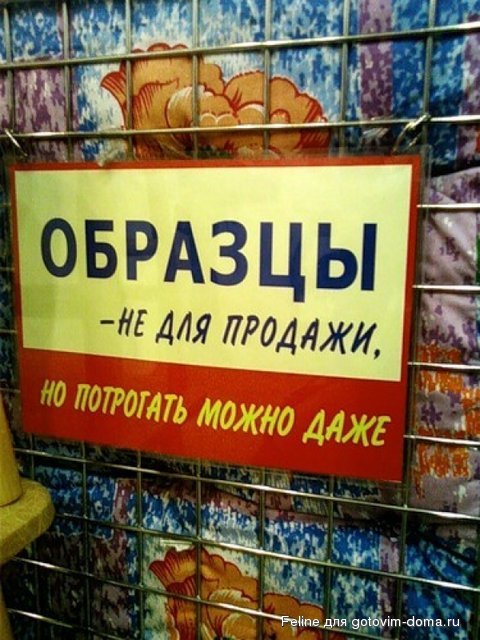 ОБРАЗЦЫ
– НЕ ДЛЯ ПРОДАЖИ,
НО ПОТРОГАТЬ МОЖНО ДАЖЕ
Feline для gotovim-doma.ru